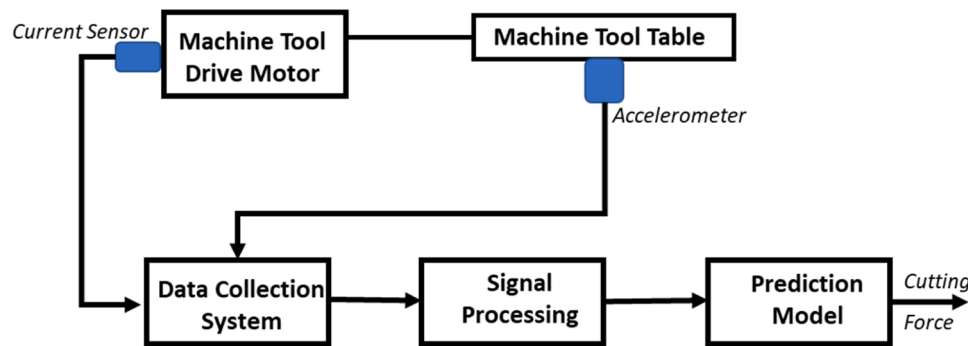 Current Sensor
Machine Tool
Drive Motor
Machine Tool Table
Accelerometer
Data Collection
System
Signal
Processing
Prediction
Model
Cutting
Force